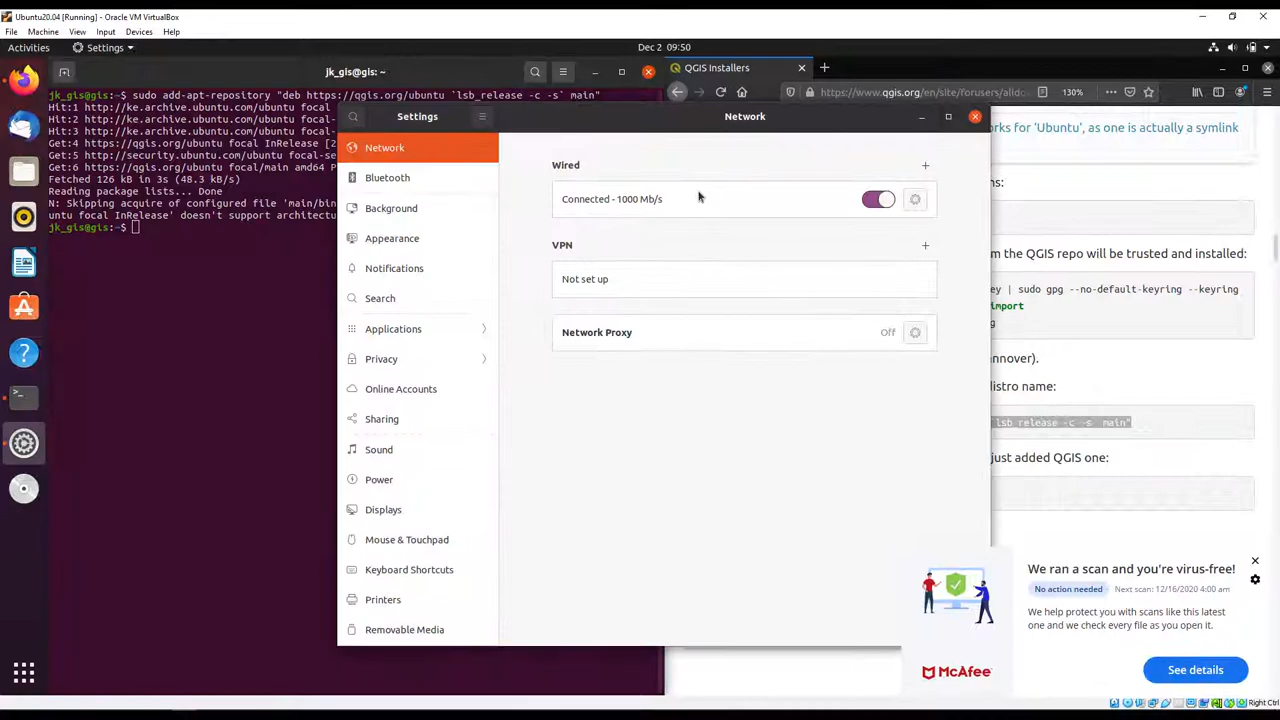 Ubuntu20.04 [Running] - Oracle VM VirtualBox
File Machine View Input Devices Help
Activities Settings Dec 2 09:50
jk_gis@gis: ~
QGIS Installers
https://www.qgis.org/en/site/forusers/alldo 130%
jk_gis@gis:~$ sudo add-apt-repository "deb https://qgis.org/ubuntu `lsb_release -c -s` main"
Hit:1 http://ke.archive.ubuntu.com/ubuntu focal
Hit:2 http://ke.archive.ubuntu.com/ubuntu focal-
Hit:3 http://ke.archive.ubuntu.com/ubuntu focal-
Get:4 https://qgis.org/ubuntu focal InRelease [2
Get:5 http://security.ubuntu.com/ubuntu focal-se
Get:6 https://qgis.org/ubuntu focal/main amd64 P
Fetched 126 kB in 3s (48.3 kB/s)
Reading package lists... Done
N: Skipping acquire of configured file 'main/bin
untu focal InRelease' doesn't support architectu
jk_gis@gis:~$
Settings
Network
Bluetooth
Background
Appearance
Notifications
Search
Applications
Privacy
Online Accounts
Sharing
Sound
Power
Displays
Mouse & Touchpad
Keyboard Shortcuts
Printers
Removable Media
Network
Wired
Connected - 1000 Mb/s
VPN
Not set up
Network Proxy Off
orks for 'Ubuntu', as one is actually a symlink
ns:
m the QGIS repo will be trusted and installed:
ey | sudo gpg --no-default-keyring --keyring
import
g
annover).
distro name:
lsb_release -c -s` main"
just added QGIS one:
We ran a scan and you're virus-free!
No action needed Next scan: 12/16/2020 4:00 am
We help protect you with scans like this latest
one and we check every file as you open it.
McAfee
See details
Right Ctrl